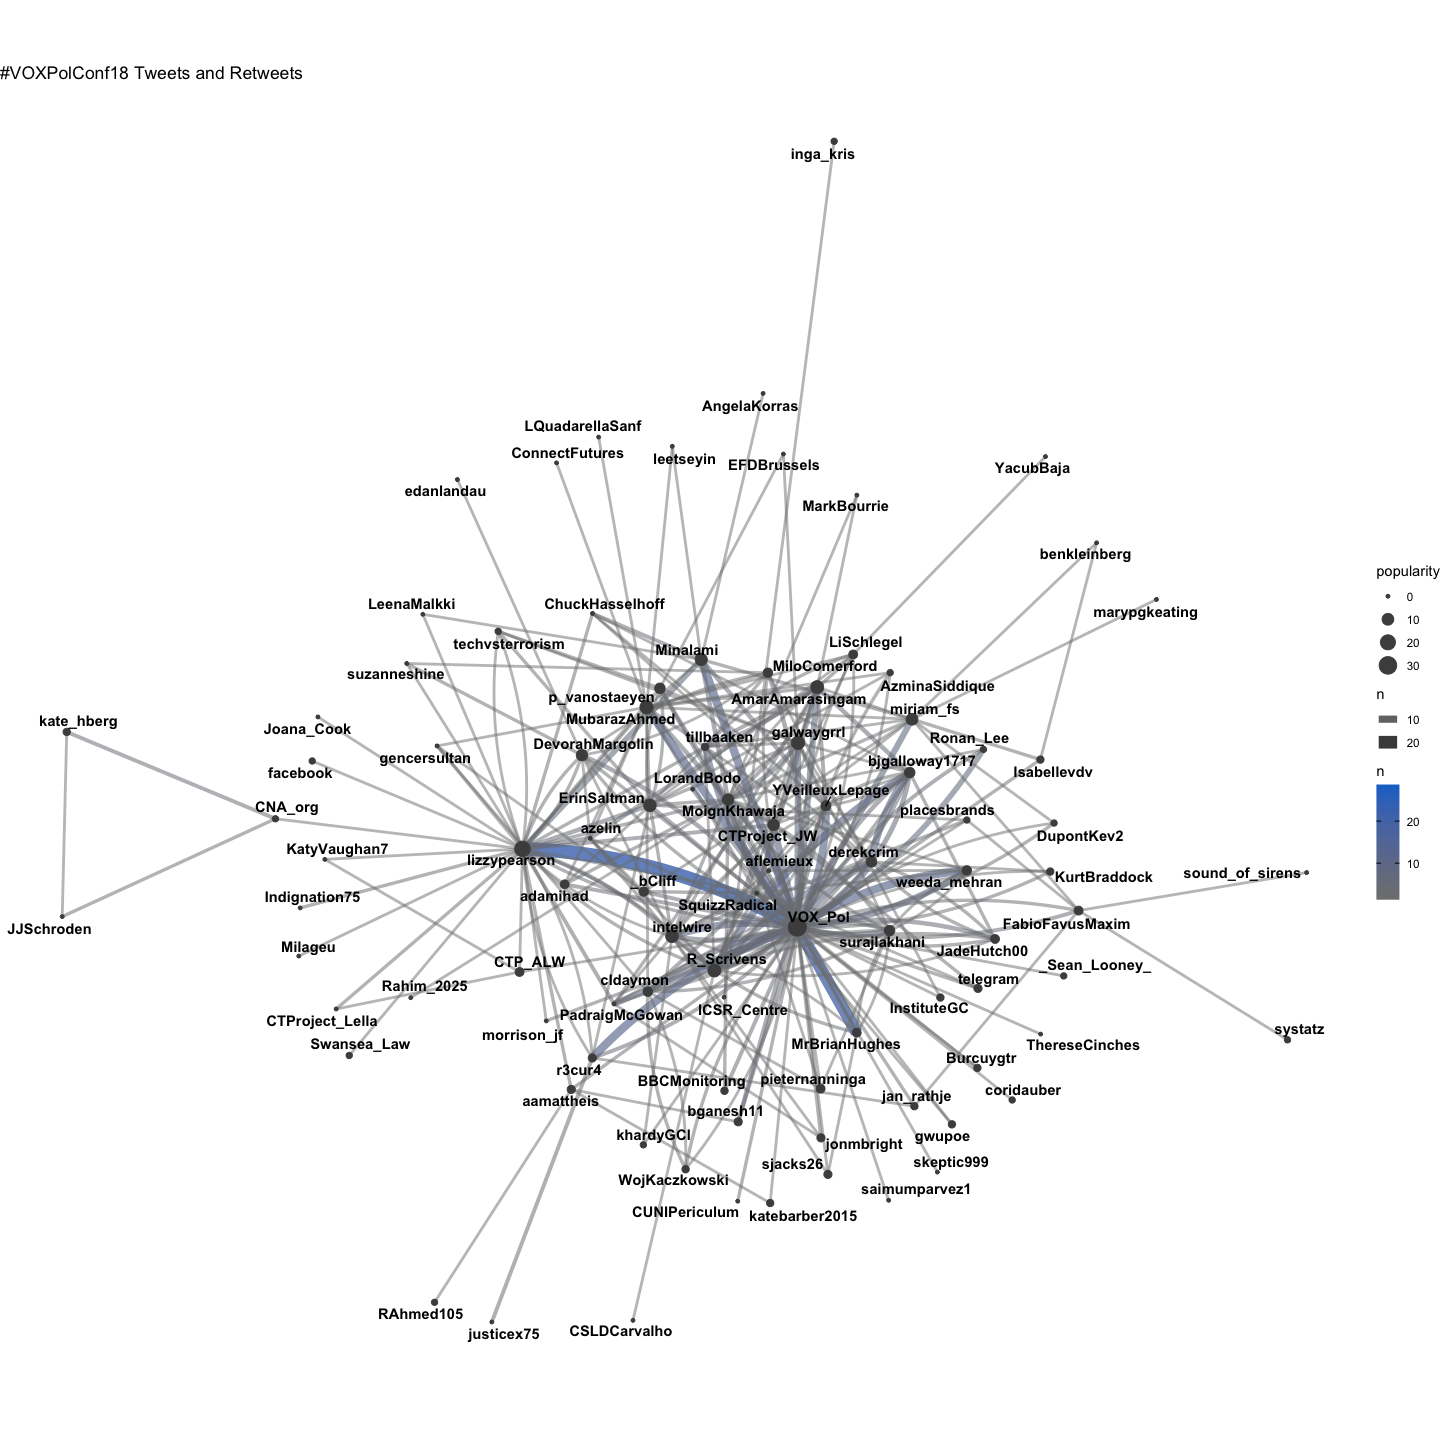 #VOXPolConf18 Tweets and Retweets
inga_kris
AngelaKorras
LQuadarellaSanf
ConnectFutures
leetseyin
EFDBrussels
YacubBaja
edanlandau
MarkBourrie
benkleinberg
popularity
0
10
20
30
n
10
20
n
20
10
LeenaMalkki
ChuckHasselhoff
marypgkeating
techvsterrorism
Minalami
LiSchlegel
MiloComerford
suzanneshine
AzminaSiddique
p_vanostaeyen
AmarAmarasingam
miriam_fs
MubarazAhmed
kate_hberg
Joana_Cook
galwaygrrl
tillbaaken
Ronan_Lee
DevorahMargolin
gencersultan
bjgalloway1717
facebook
Isabellevdv
LorandBodo
YVeilleuxLepage
ErinSaltman
CNA_org
MoignKhawaja
placesbrands
azelin
CTProject_JW
DupontKev2
KatyVaughan7
lizzypearson
aflemieux
derekcrim
sound_of_sirens
KurtBraddock
_bCliff
weeda_mehran
Indignation75
adamihad
SquizzRadical
VOX_Pol
FabioFavusMaxim
JJSchroden
intelwire
surajlakhani
Milageu
JadeHutch00
CTP_ALW
R_Scrivens
_Sean_Looney_
cldaymon
telegram
Rahim_2025
ICSR_Centre
InstituteGC
PadraigMcGowan
CTProject_Lella
systatz
morrison_jf
Swansea_Law
MrBrianHughes
ThereseCinches
Burcuygtr
r3cur4
BBCMonitoring
pieternanninga
coridauber
jan_rathje
aamattheis
bganesh11
khardyGCI
gwupoe
jonmbright
skeptic999
sjacks26
WojKaczkowski
saimumparvez1
CUNIPericulum
katebarber2015
RAhmed105
justicex75
CSLDCarvalho